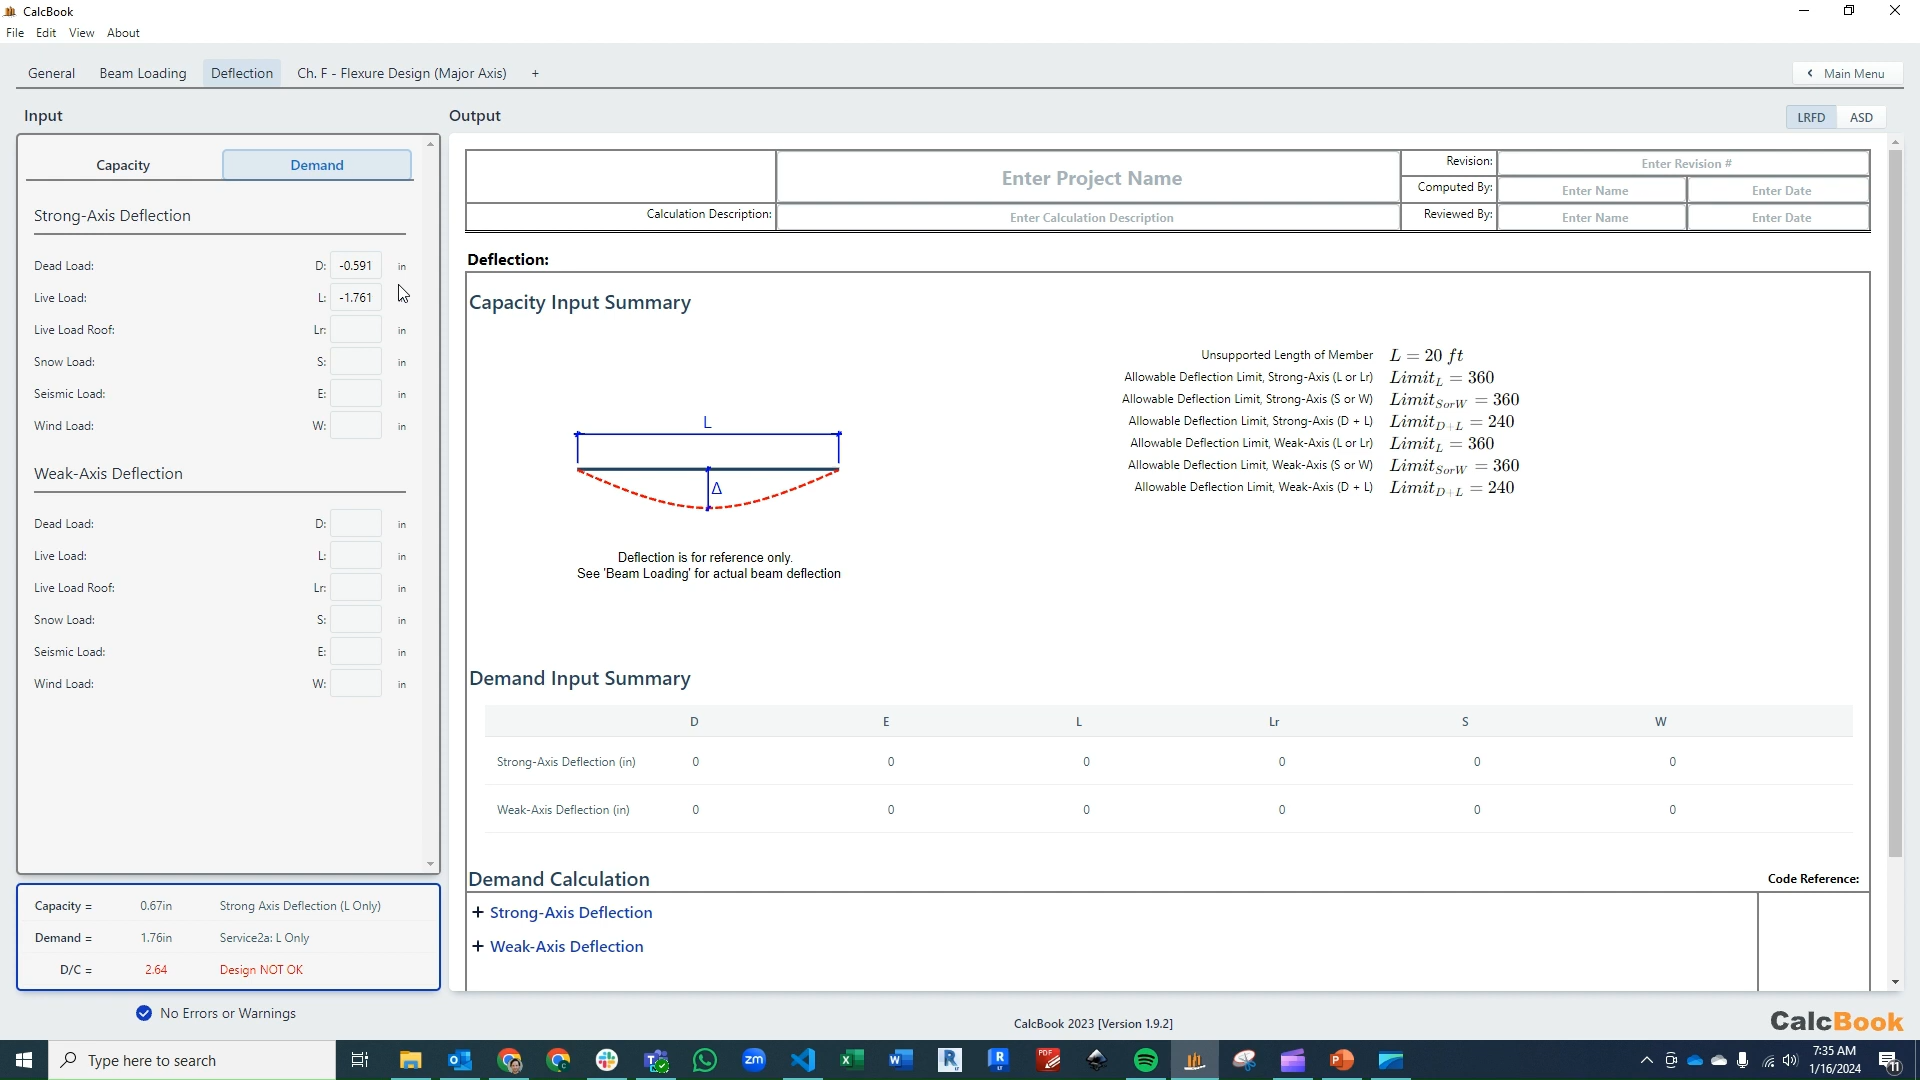 CalcBook
File Edit View About
General Beam Loading Deflection Ch. F - Flexure Design (Major Axis) + Main Menu
Input Output LRFD ASD
Capacity Demand
Strong-Axis Deflection
Dead Load: D: -0.591 in
Live Load: L: -1.761 in
Live Load Roof: Lr: in
Snow Load: S: in
Seismic Load: E: in
Wind Load: W: in
Weak-Axis Deflection
Dead Load: D: in
Live Load: L: in
Live Load Roof: Lr: in
Snow Load: S: in
Seismic Load: E: in
Wind Load: W: in
Capacity = 0.67in Strong Axis Deflection (L Only)
Demand = 1.76in Service2a: L Only
D/C = 2.64 Design NOT OK
No Errors or Warnings
Enter Project Name
Revision: Enter Revision #
Computed By: Enter Name Enter Date
Calculation Description: Enter Calculation Description
Reviewed By: Enter Name Enter Date
Deflection:
Capacity Input Summary
L
Δ
Deflection is for reference only.
See 'Beam Loading' for actual beam deflection
Unsupported Length of Member L = 20 ft
Allowable Deflection Limit, Strong-Axis (L or Lr) Limit_L = 360
Allowable Deflection Limit, Strong-Axis (S or W) Limit_SorW = 360
Allowable Deflection Limit, Strong-Axis (D + L) Limit_D+L = 240
Allowable Deflection Limit, Weak-Axis (L or Lr) Limit_L = 360
Allowable Deflection Limit, Weak-Axis (S or W) Limit_SorW = 360
Allowable Deflection Limit, Weak-Axis (D + L) Limit_D+L = 240
Demand Input Summary
D E L Lr S W
Strong-Axis Deflection (in) 0 0 0 0 0 0
Weak-Axis Deflection (in) 0 0 0 0 0 0
Demand Calculation Code Reference:
+ Strong-Axis Deflection
+ Weak-Axis Deflection
CalcBook 2023 [Version 1.9.2]
CalcBook
Type here to search
zm
PDF
7:35 AM
1/16/2024
11